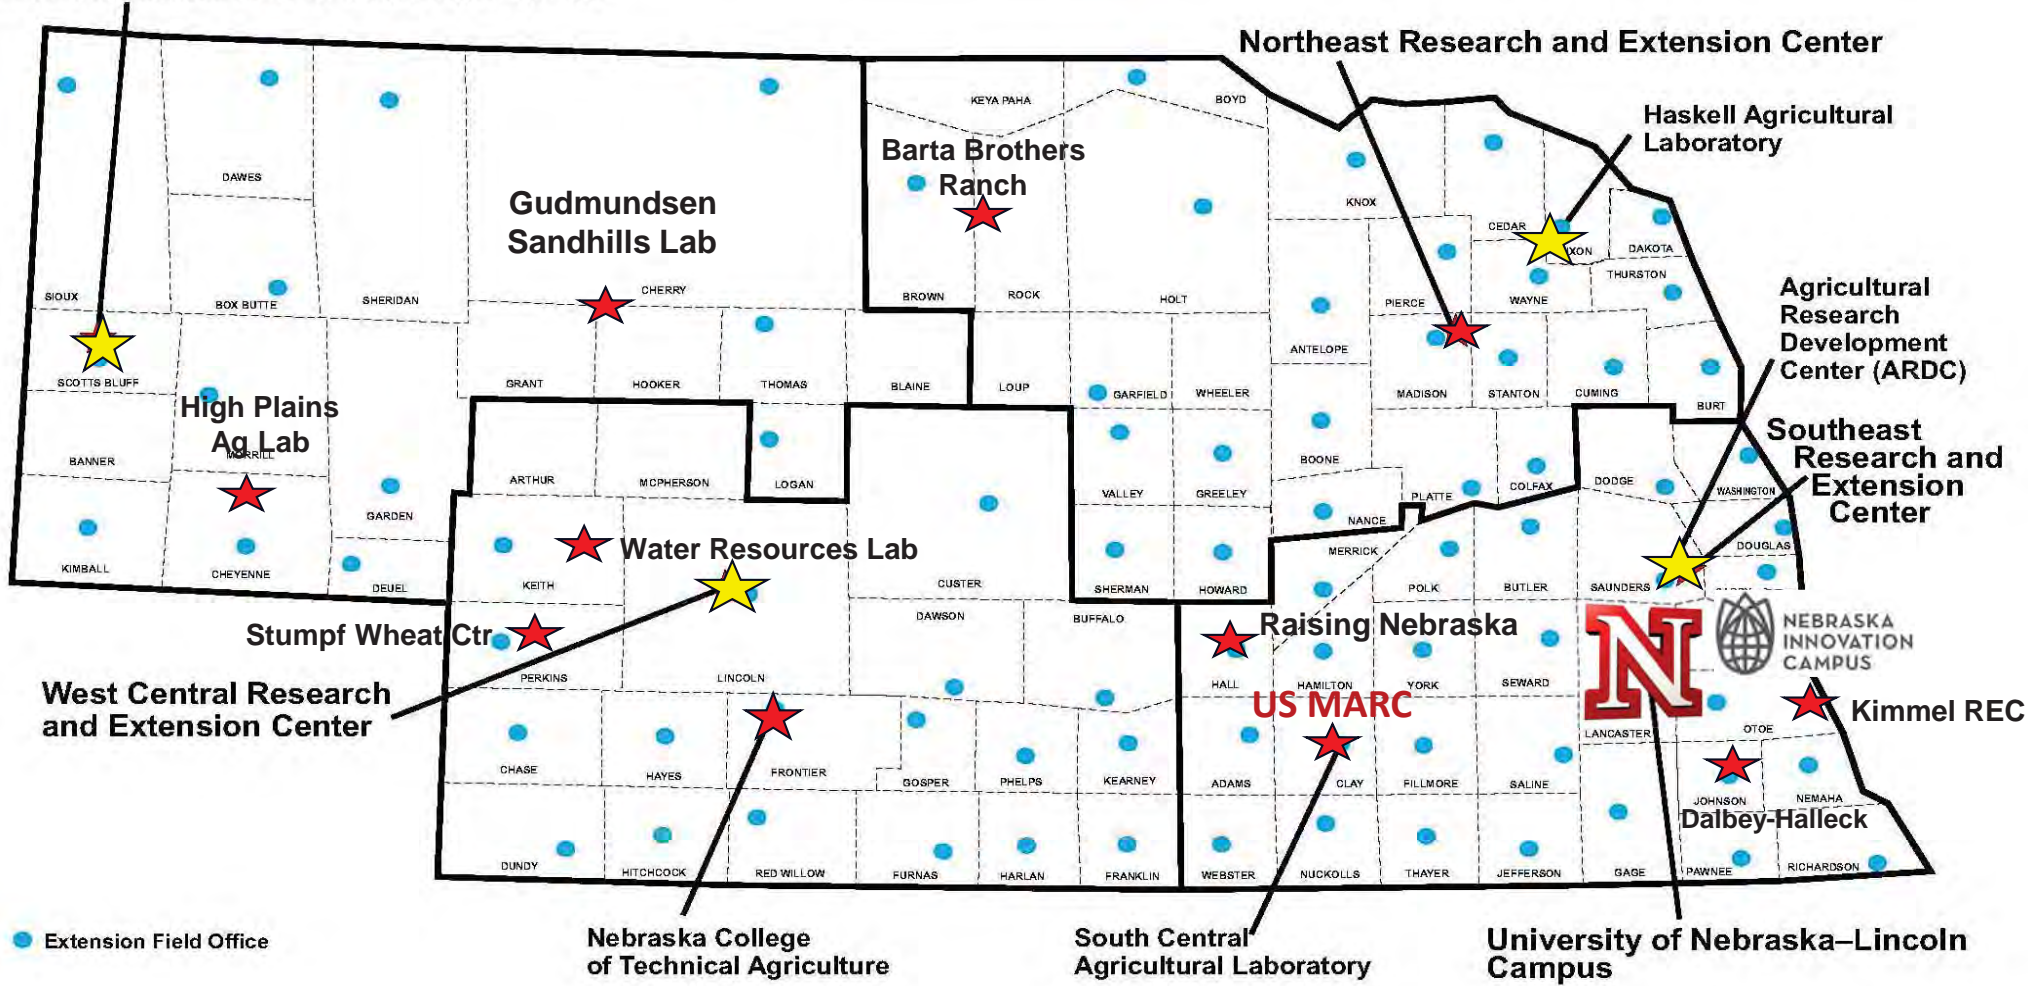 Northeast Research and Extension Center
Haskell Agricultural
Laboratory
KEYA PAHA
BOYD
Barta Brothers
Ranch
DAWES
Gudmundsen
Sandhills Lab
KNOX
CEDAR
DIXON
DAKOTA
THURSTON
SIOUX
BOX BUTTE
SHERIDAN
CHERRY
BROWN
ROCK
HOLT
PIERCE
WAYNE
Agricultural
Research
Development
Center (ARDC)
ANTELOPE
SCOTTS BLUFF
GRANT
HOOKER
THOMAS
BLAINE
LOUP
GARFIELD
WHEELER
MADISON
STANTON
CUMING
BURT
High Plains
Ag Lab
MORRILL
BANNER
ARTHUR
MCPHERSON
LOGAN
VALLEY
GREELEY
BOONE
PLATTE
COLFAX
DODGE
WASHINGTON
Southeast
Research and
Extension
Center
GARDEN
NANCE
MERRICK
KIMBALL
CHEYENNE
DEUEL
KEITH
Water Resources Lab
CUSTER
SHERMAN
HOWARD
POLK
BUTLER
SAUNDERS
DOUGLAS
Stumpf Wheat Ctr
DAWSON
BUFFALO
Raising Nebraska
N
NEBRASKA
INNOVATION
CAMPUS
West Central Research
and Extension Center
PERKINS
LINCOLN
HALL
HAMILTON
YORK
SEWARD
US MARC
LANCASTER
OTOE
Kimmel REC
CHASE
HAYES
FRONTIER
GOSPER
PHELPS
KEARNEY
ADAMS
CLAY
FILLMORE
SALINE
JOHNSON
NEMAHA
Dalbey-Halleck
DUNDY
HITCHCOCK
RED WILLOW
FURNAS
HARLAN
FRANKLIN
WEBSTER
NUCKOLLS
THAYER
JEFFERSON
GAGE
PAWNEE
RICHARDSON
Extension Field Office
Nebraska College
of Technical Agriculture
South Central
Agricultural Laboratory
University of Nebraska–Lincoln
Campus